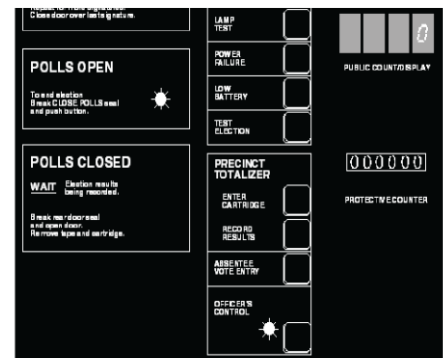 Close door over last signature.
POLLS OPEN
To end election
Break CLOSE POLLS seal
and push button.
POLLS CLOSED
WAIT Election results
being recorded.
Break rear door seal
and open door.
Remove tape and cartridge.
LAMP
TEST
POWER
FAILURE
LOW
BATTERY
TEST
ELECTION
PRECINCT
TOTALIZER
ENTER
CARTRIDGE
RECORD
RESULTS
ABSENTEE
VOTE ENTRY
OFFICER'S
CONTROL
0
PUBLIC COUNT/DISPLAY
000000
PROTECTIVE COUNTER